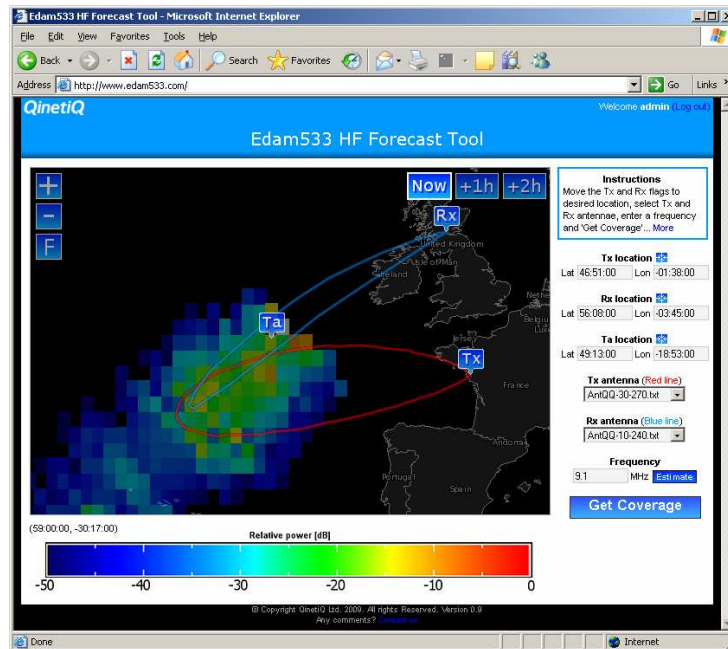 Edam533 HF Forecast Tool - Microsoft Internet Explorer
File Edit View Favorites Tools Help
Back Search Favorites
Address http://www.edam533.com/ Go Links
QinetiQ
Welcome admin (Log out)
Edam533 HF Forecast Tool
+
-
F
Now +1h +2h
Rx
United Kingdom
Isle of Man
Ireland
Ta
Jersey
Tx
France
Andorra
Portugal
Spain
Instructions
Move the Tx and Rx flags to
desired location, select Tx and
Rx antennae, enter a frequency
and 'Get Coverage'... More
Tx location
Lat 46:51:00 Lon -01:38:00
Rx location
Lat 56:08:00 Lon -03:45:00
Ta location
Lat 49:13:00 Lon -18:53:00
Tx antenna (Red line)
AntQQ-30-270.txt
Rx antenna (Blue line)
AntQQ-10-240.txt
Frequency
9.1 MHz Estimate
Get Coverage
(59:00:00, -30:17:00)
Relative power [dB]
-50 -40 -30 -20 -10 0
© Copyright QinetiQ Ltd. 2009. All rights Reserved. Version 0.9
Any comments? Contact us
Done Internet